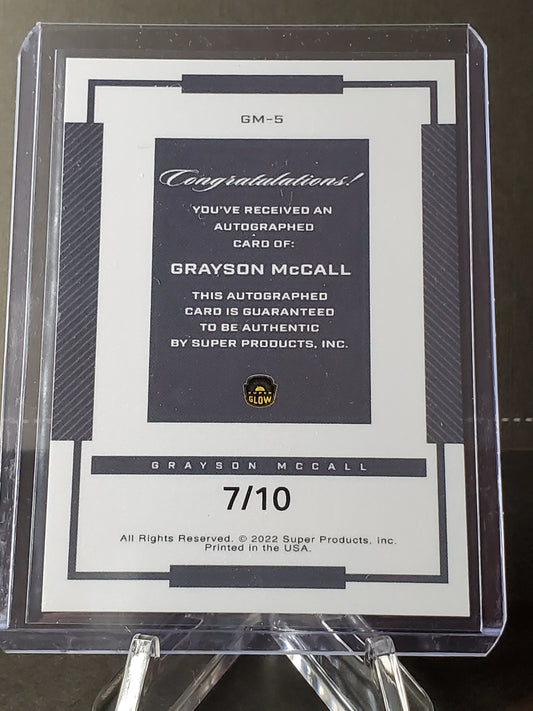 GM-5
Congratulations!
YOU'VE RECEIVED AN
AUTOGRAPHED
CARD OF:
GRAYSON McCALL
THIS AUTOGRAPHED
CARD IS GUARANTEED
TO BE AUTHENTIC
BY SUPER PRODUCTS, INC.
SUPER
GLOW
GRAYSON MCCALL
7/10
All Rights Reserved. © 2022 Super Products, Inc.
Printed in the USA.